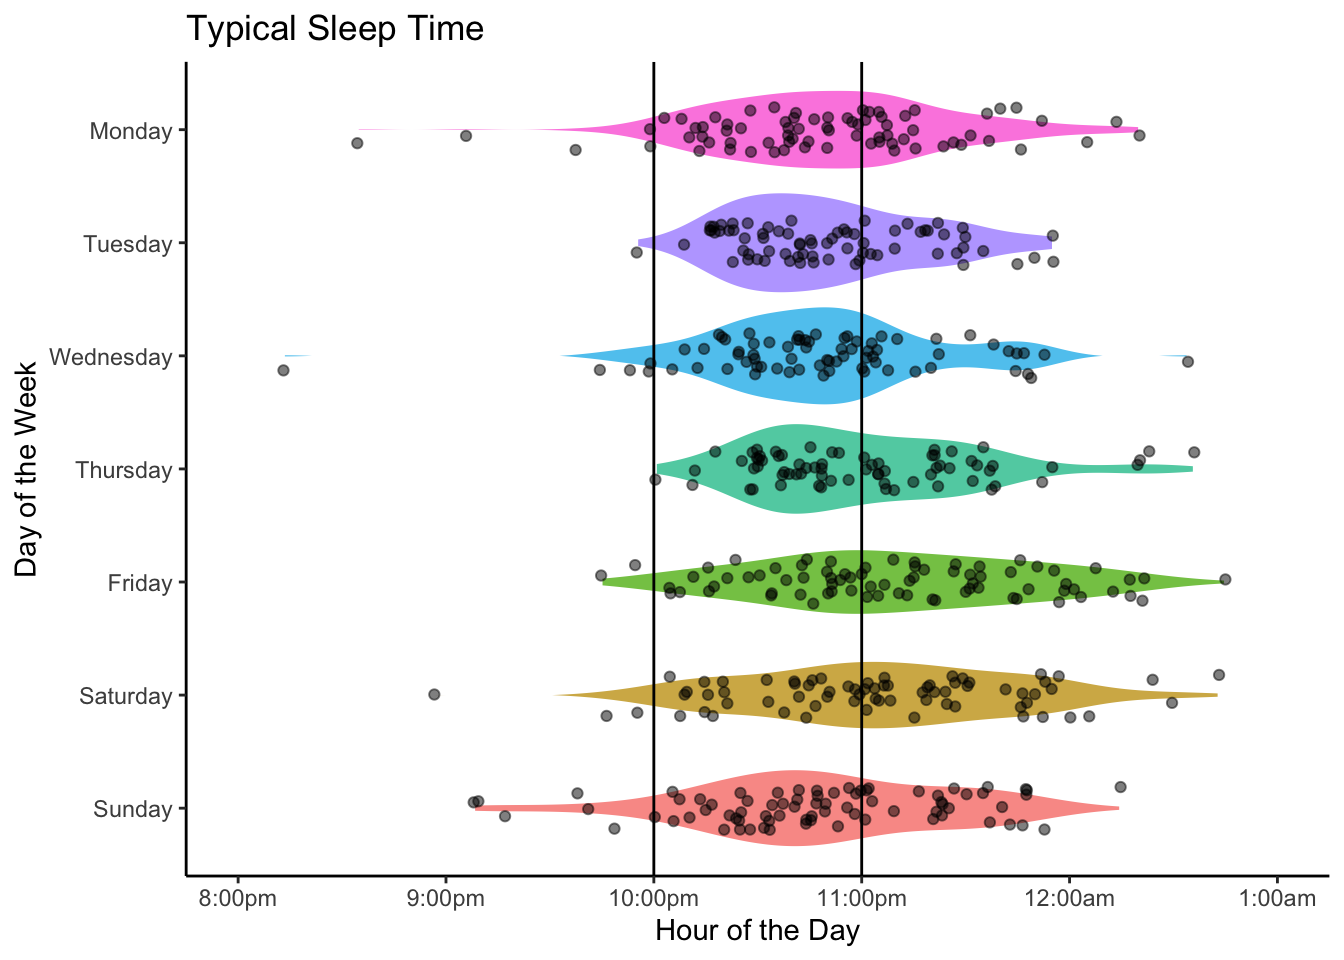 Typical Sleep Time
Monday
Tuesday
Wednesday
Thursday
Friday
Saturday
Sunday
Day of the Week
8:00pm 9:00pm 10:00pm 11:00pm 12:00am 1:00am
Hour of the Day